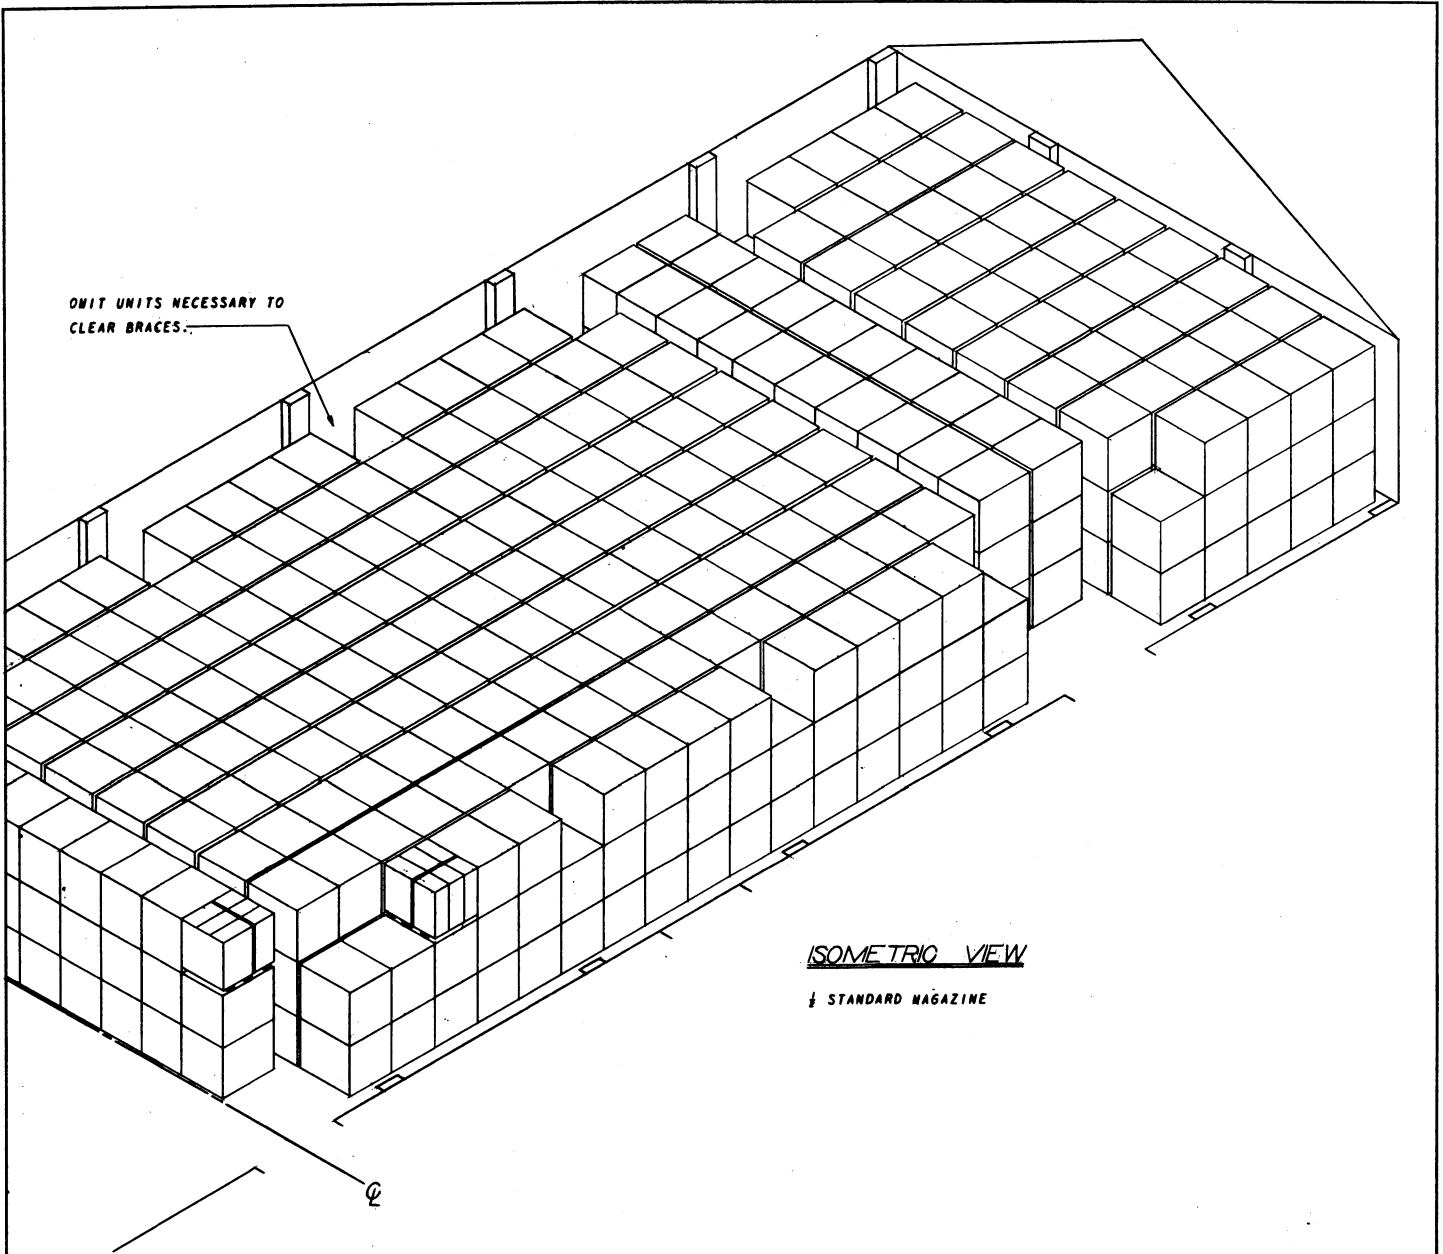 OMIT UNITS NECESSARY TO
CLEAR BRACES.
ISOMETRIC VIEW
½ STANDARD MAGAZINE
℄